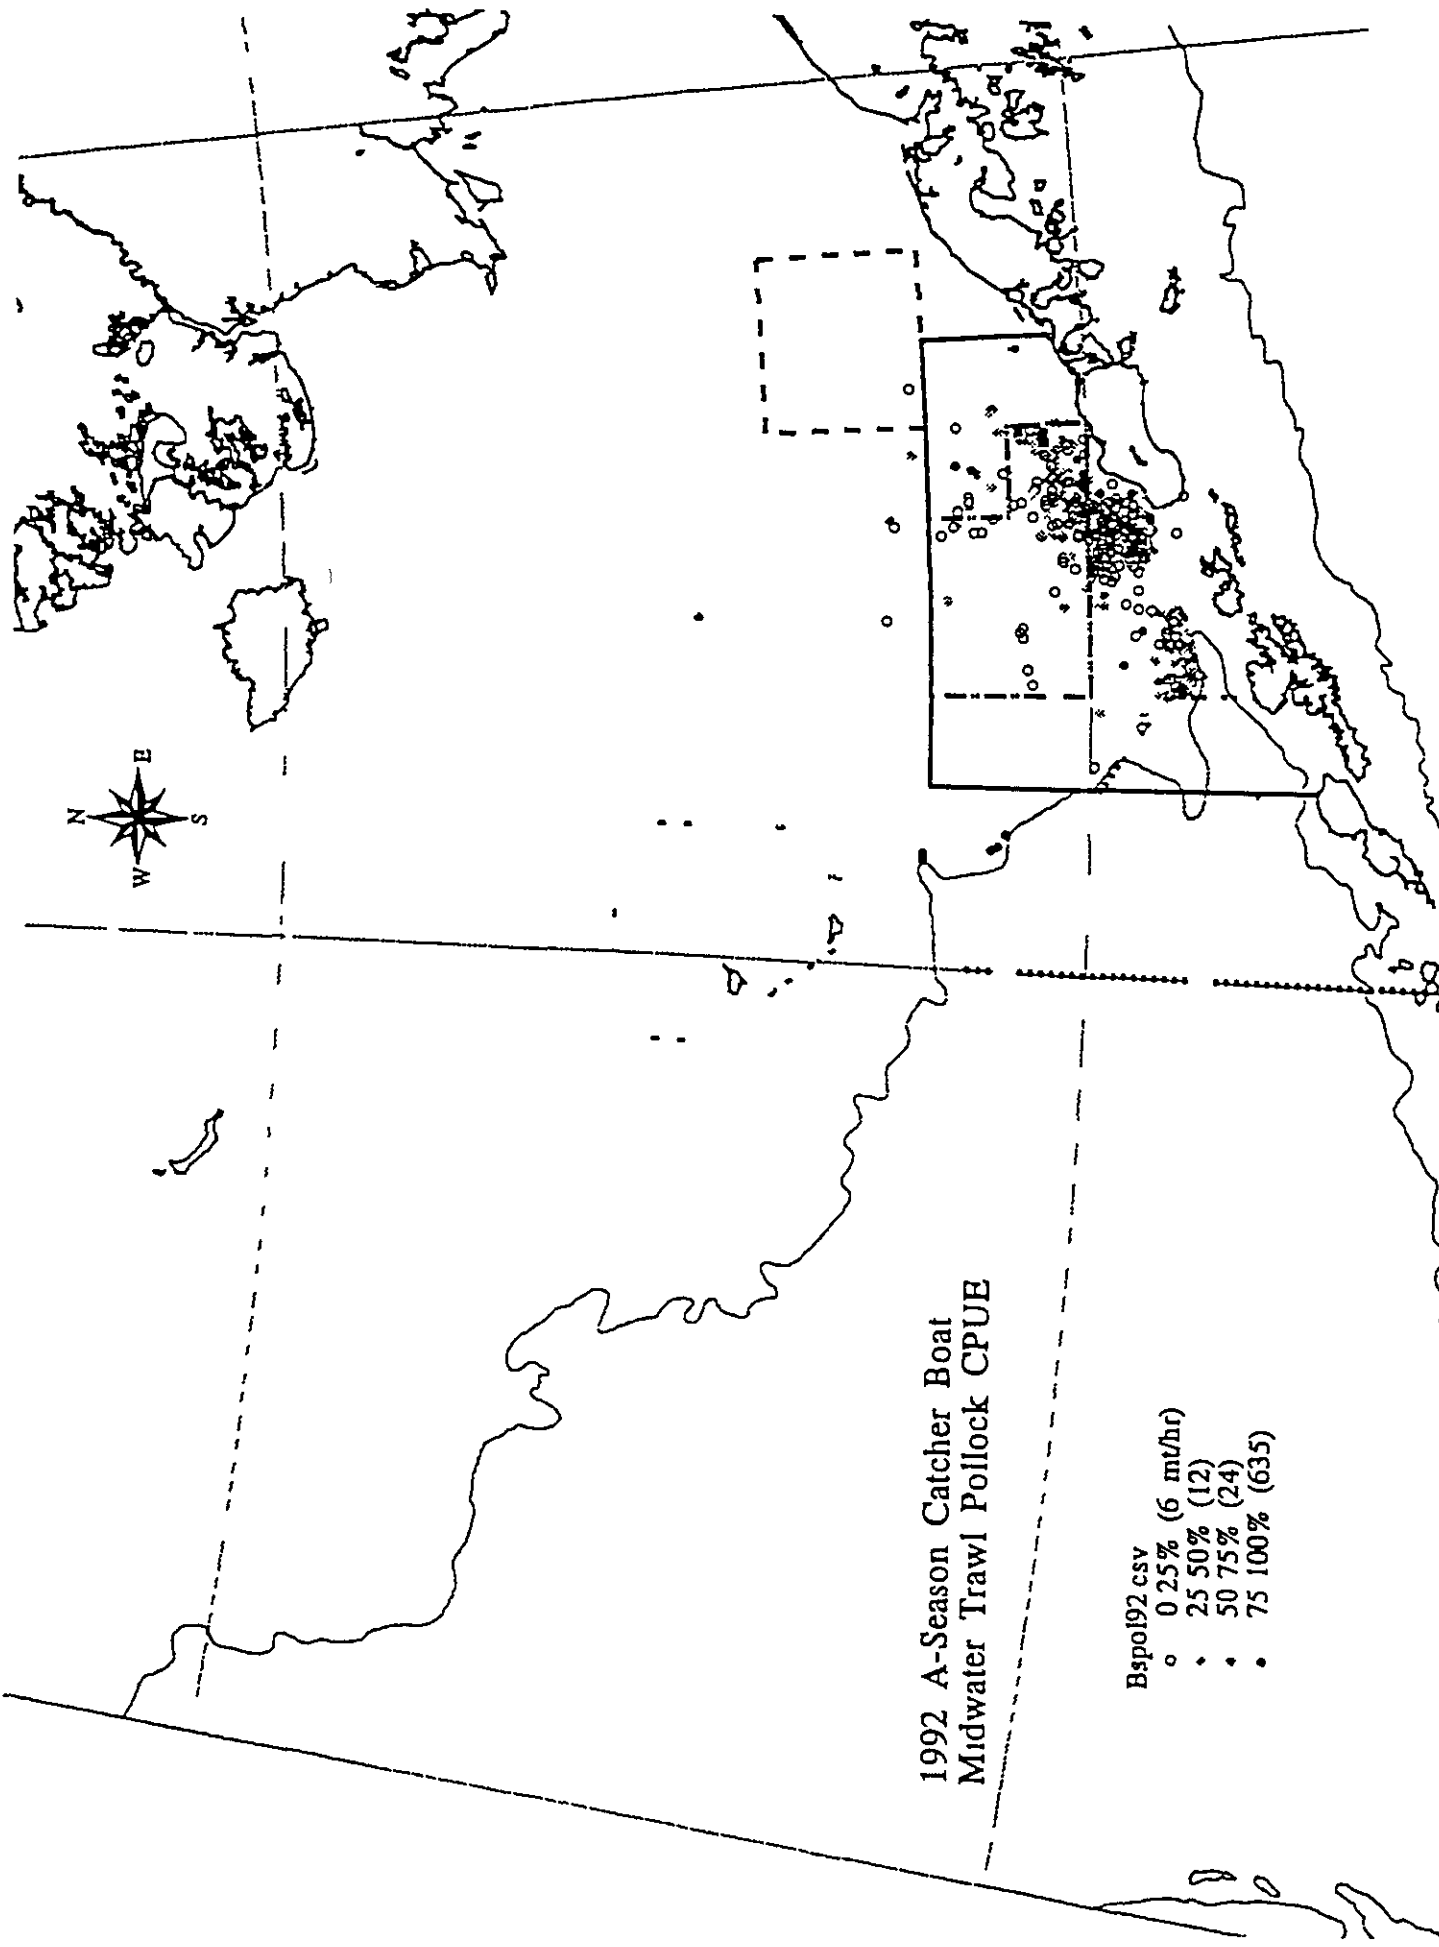 N
W
E
S
1992 A-Season Catcher Boat
Midwater Trawl Pollock CPUE
Bspol92 csv
0 25% (6 mt/hr)
25 50% (12)
50 75% (24)
75 100% (635)